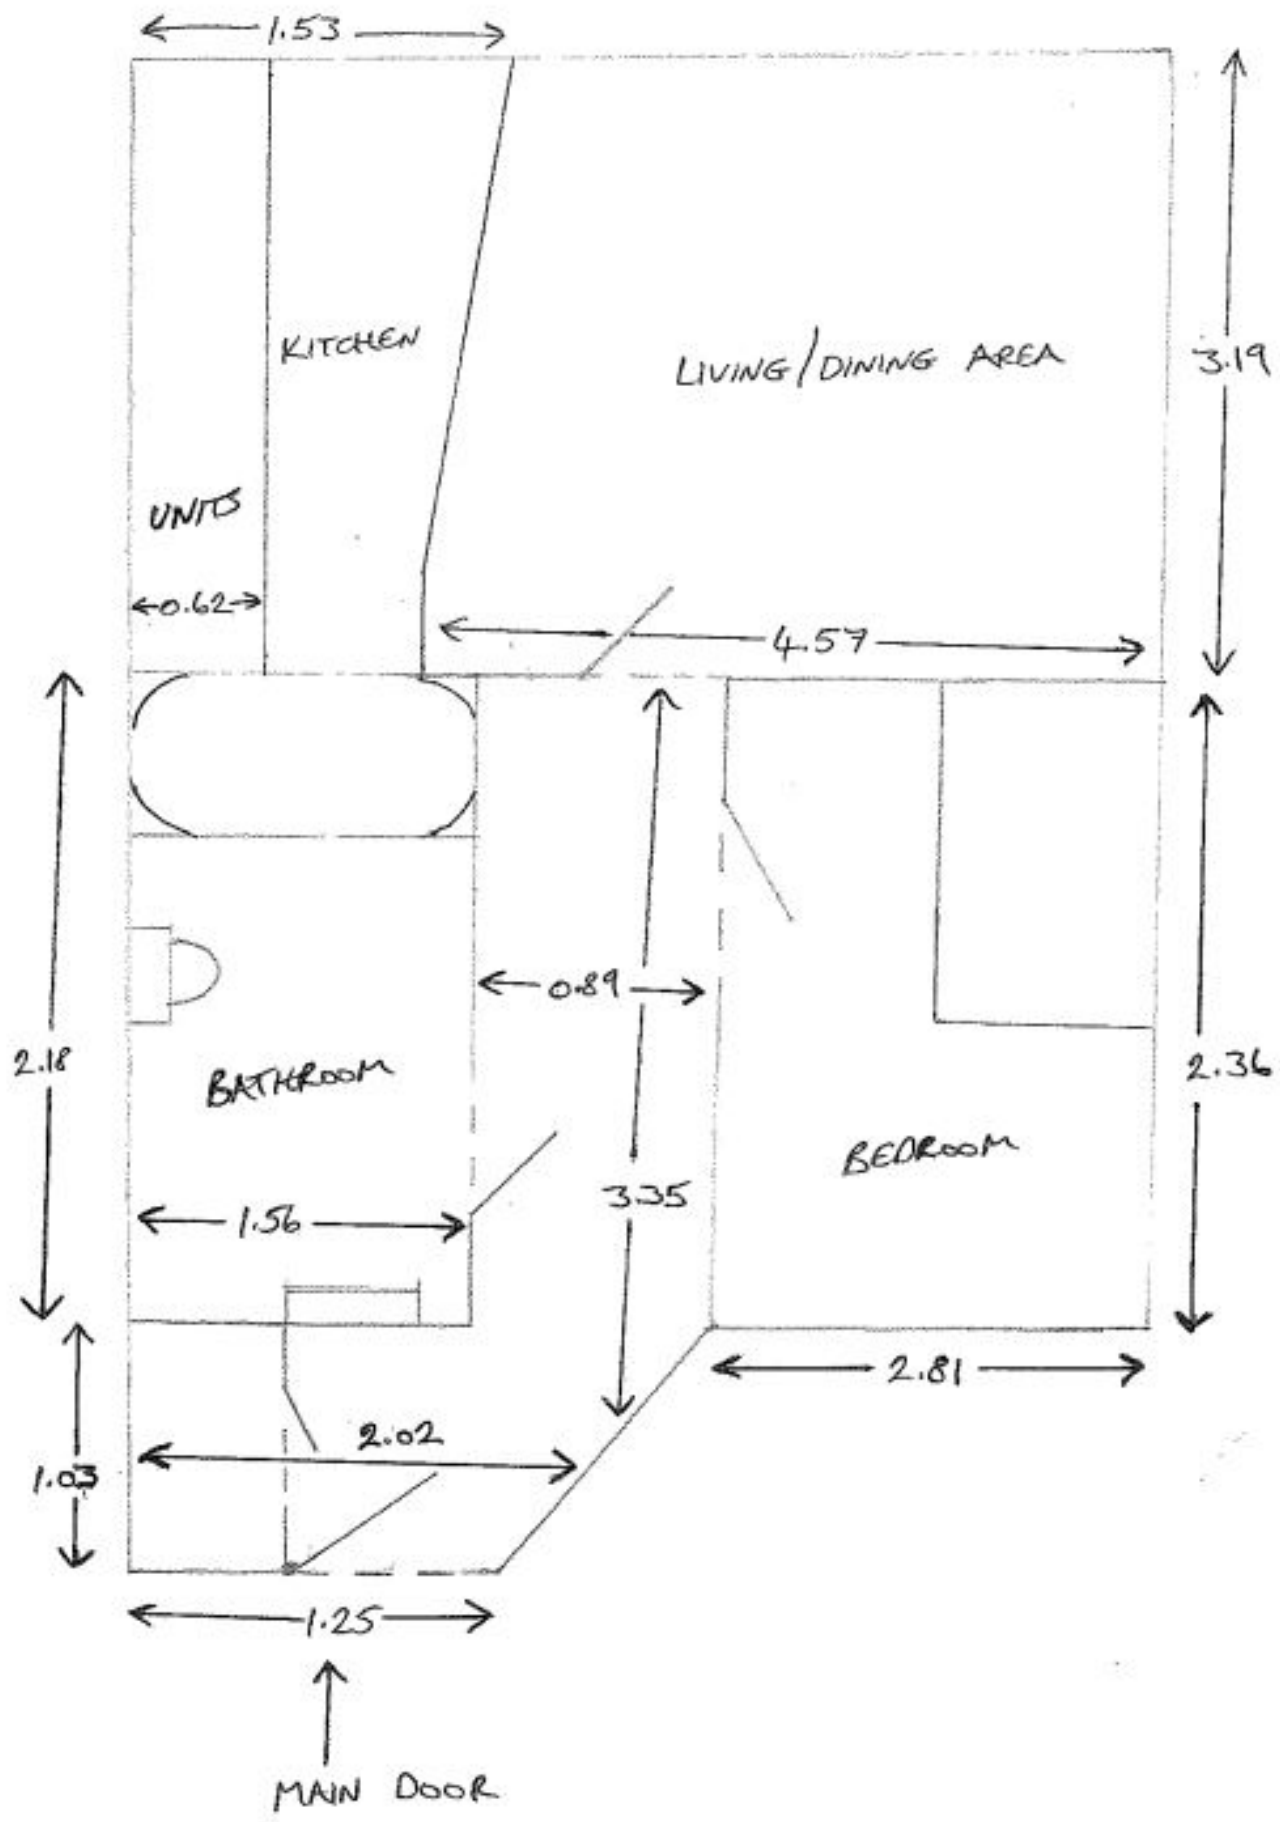 1.53
KITCHEN
LIVING/DINING AREA
3.19
UNITS
0.62
4.57
0.89
2.18
BATHROOM
2.36
BEDROOM
3.35
1.56
2.81
2.02
1.03
1.25
MAIN DOOR